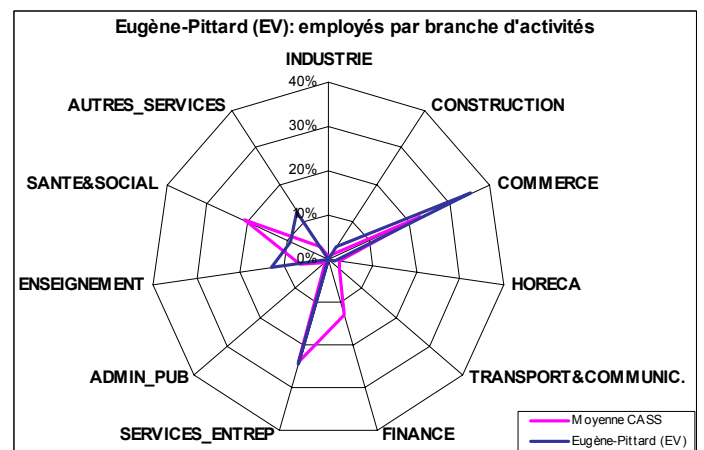 Eugène-Pittard (EV): employés par branche d'activités
INDUSTRIE
40%
AUTRES_SERVICES
CONSTRUCTION
30%
SANTE&SOCIAL
COMMERCE
20%
10%
0%
ENSEIGNEMENT
HORECA
ADMIN_PUB
TRANSPORT&COMMUNIC.
SERVICES_ENTREP
FINANCE
Moyenne CASS
Eugène-Pittard (EV)